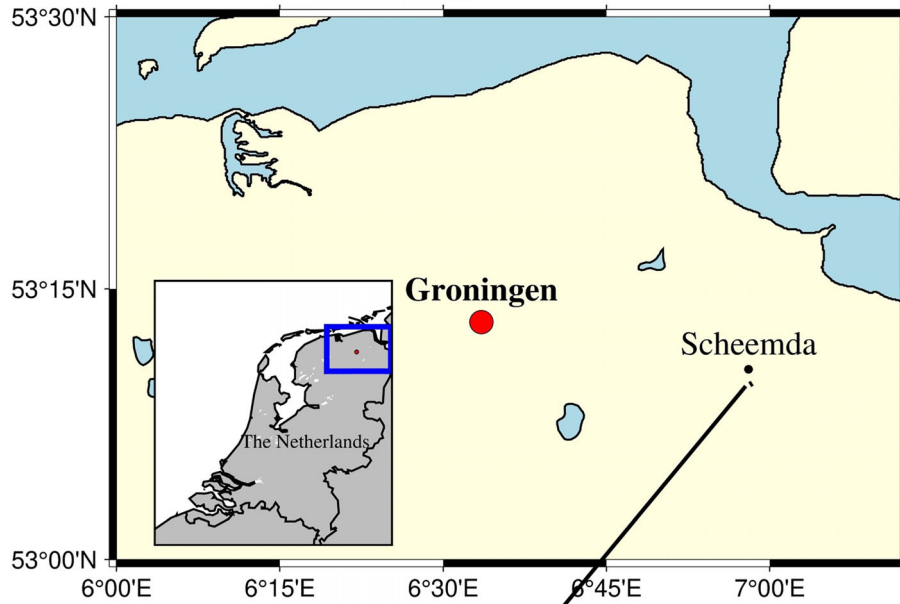 53°30'N
Groningen
53°15'N
Scheemda
The Netherlands
53°00'N
6°00'E 6°15'E 6°30'E 6°45'E 7°00'E